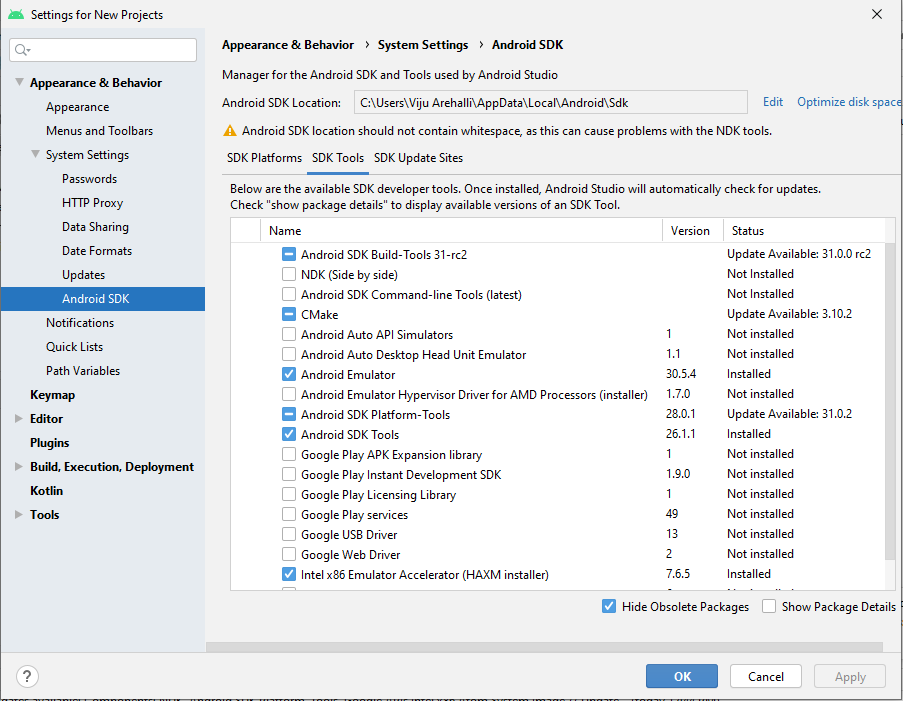 Settings for New Projects
Appearance & Behavior
Appearance
Menus and Toolbars
System Settings
Passwords
HTTP Proxy
Data Sharing
Date Formats
Updates
Android SDK
Notifications
Quick Lists
Path Variables
Keymap
Editor
Plugins
Build, Execution, Deployment
Kotlin
Tools
Appearance & Behavior › System Settings › Android SDK
Manager for the Android SDK and Tools used by Android Studio
Android SDK Location: C:\Users\Viju Arehalli\AppData\Local\Android\Sdk Edit Optimize disk space
Android SDK location should not contain whitespace, as this can cause problems with the NDK tools.
SDK Platforms SDK Tools SDK Update Sites
Below are the available SDK developer tools. Once installed, Android Studio will automatically check for updates.
Check "show package details" to display available versions of an SDK Tool.
Name Version Status
Android SDK Build-Tools 31-rc2 Update Available: 31.0.0 rc2
NDK (Side by side) Not Installed
Android SDK Command-line Tools (latest) Not Installed
CMake Update Available: 3.10.2
Android Auto API Simulators 1 Not installed
Android Auto Desktop Head Unit Emulator 1.1 Not installed
Android Emulator 30.5.4 Installed
Android Emulator Hypervisor Driver for AMD Processors (installer) 1.7.0 Not installed
Android SDK Platform-Tools 28.0.1 Update Available: 31.0.2
Android SDK Tools 26.1.1 Installed
Google Play APK Expansion library 1 Not installed
Google Play Instant Development SDK 1.9.0 Not installed
Google Play Licensing Library 1 Not installed
Google Play services 49 Not installed
Google USB Driver 13 Not installed
Google Web Driver 2 Not installed
Intel x86 Emulator Accelerator (HAXM installer) 7.6.5 Installed
Hide Obsolete Packages Show Package Details
? OK Cancel Apply